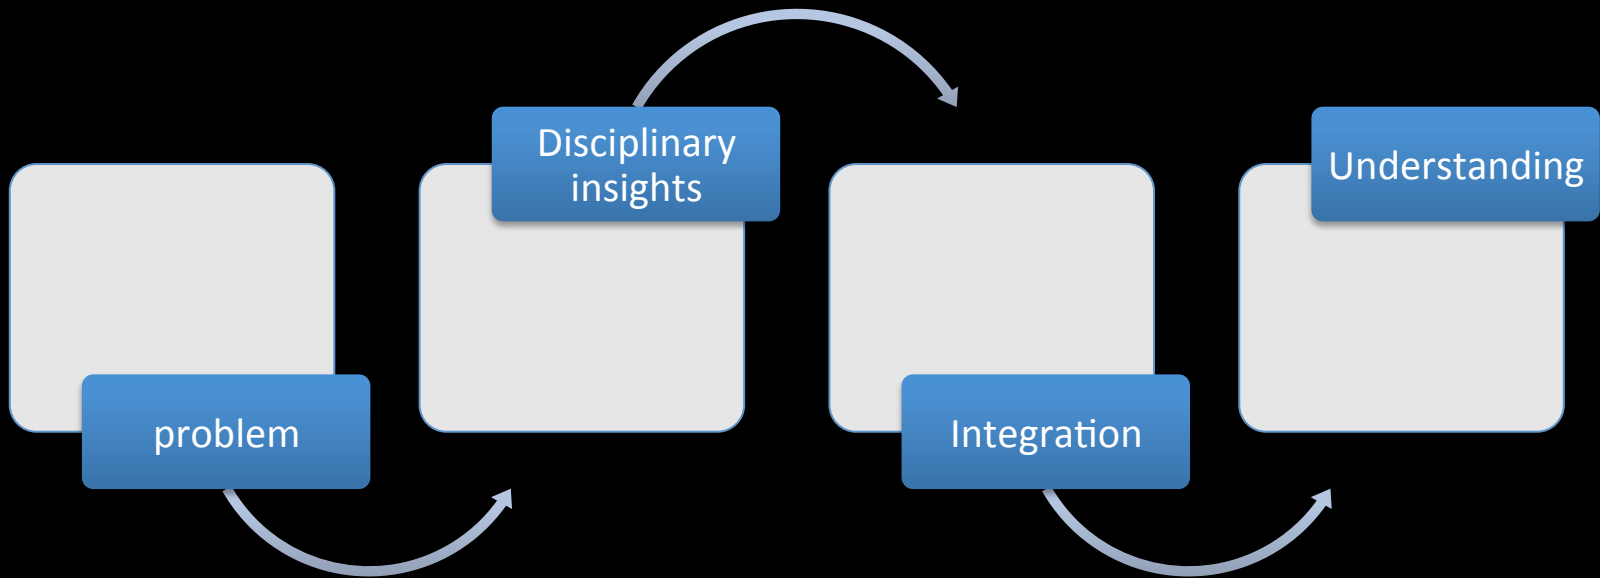 problem
Disciplinary
insights
Integration
Understanding